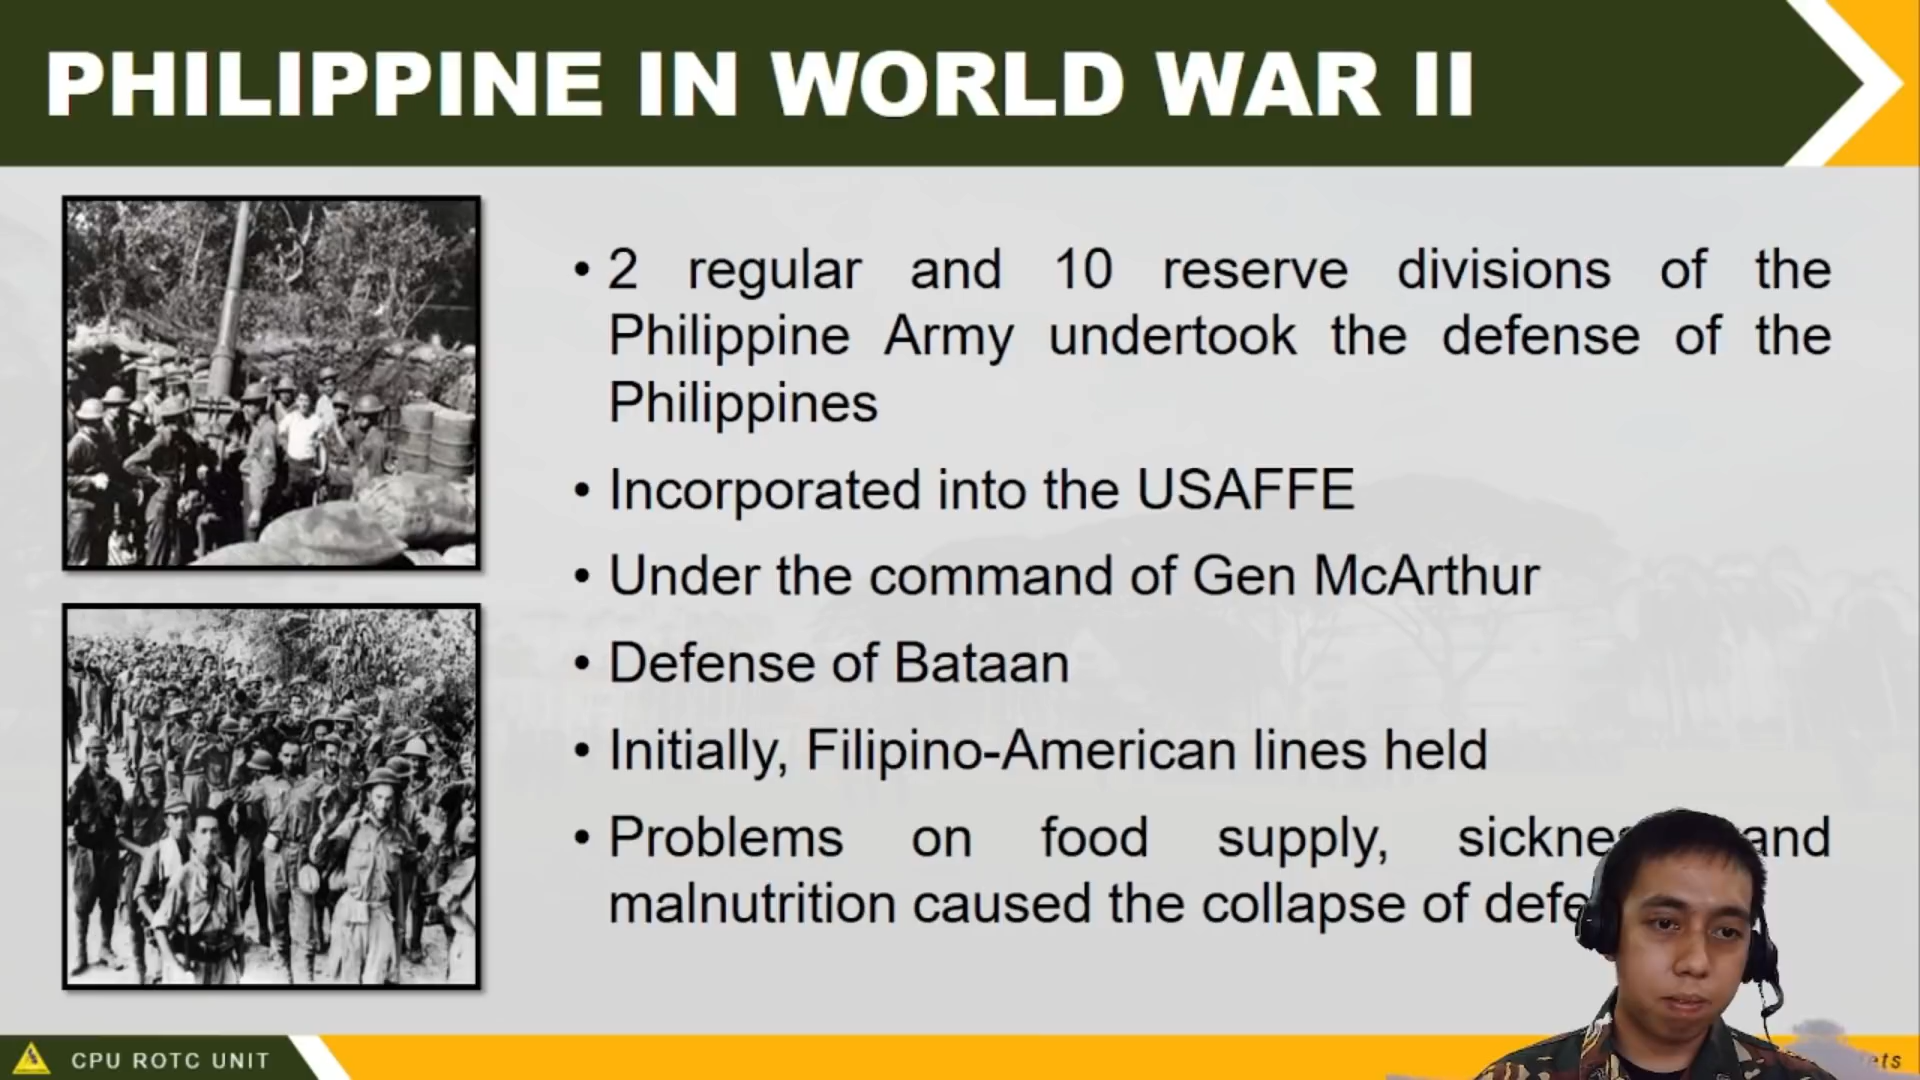 PHILIPPINE IN WORLD WAR II
• 2 regular and 10 reserve divisions of the
Philippine Army undertook the defense of the
Philippines
• Incorporated into the USAFFE
• Under the command of Gen McArthur
• Defense of Bataan
• Initially, Filipino-American lines held
• Problems on food supply, and
malnutrition caused the collapse of
CPU ROTC UNIT